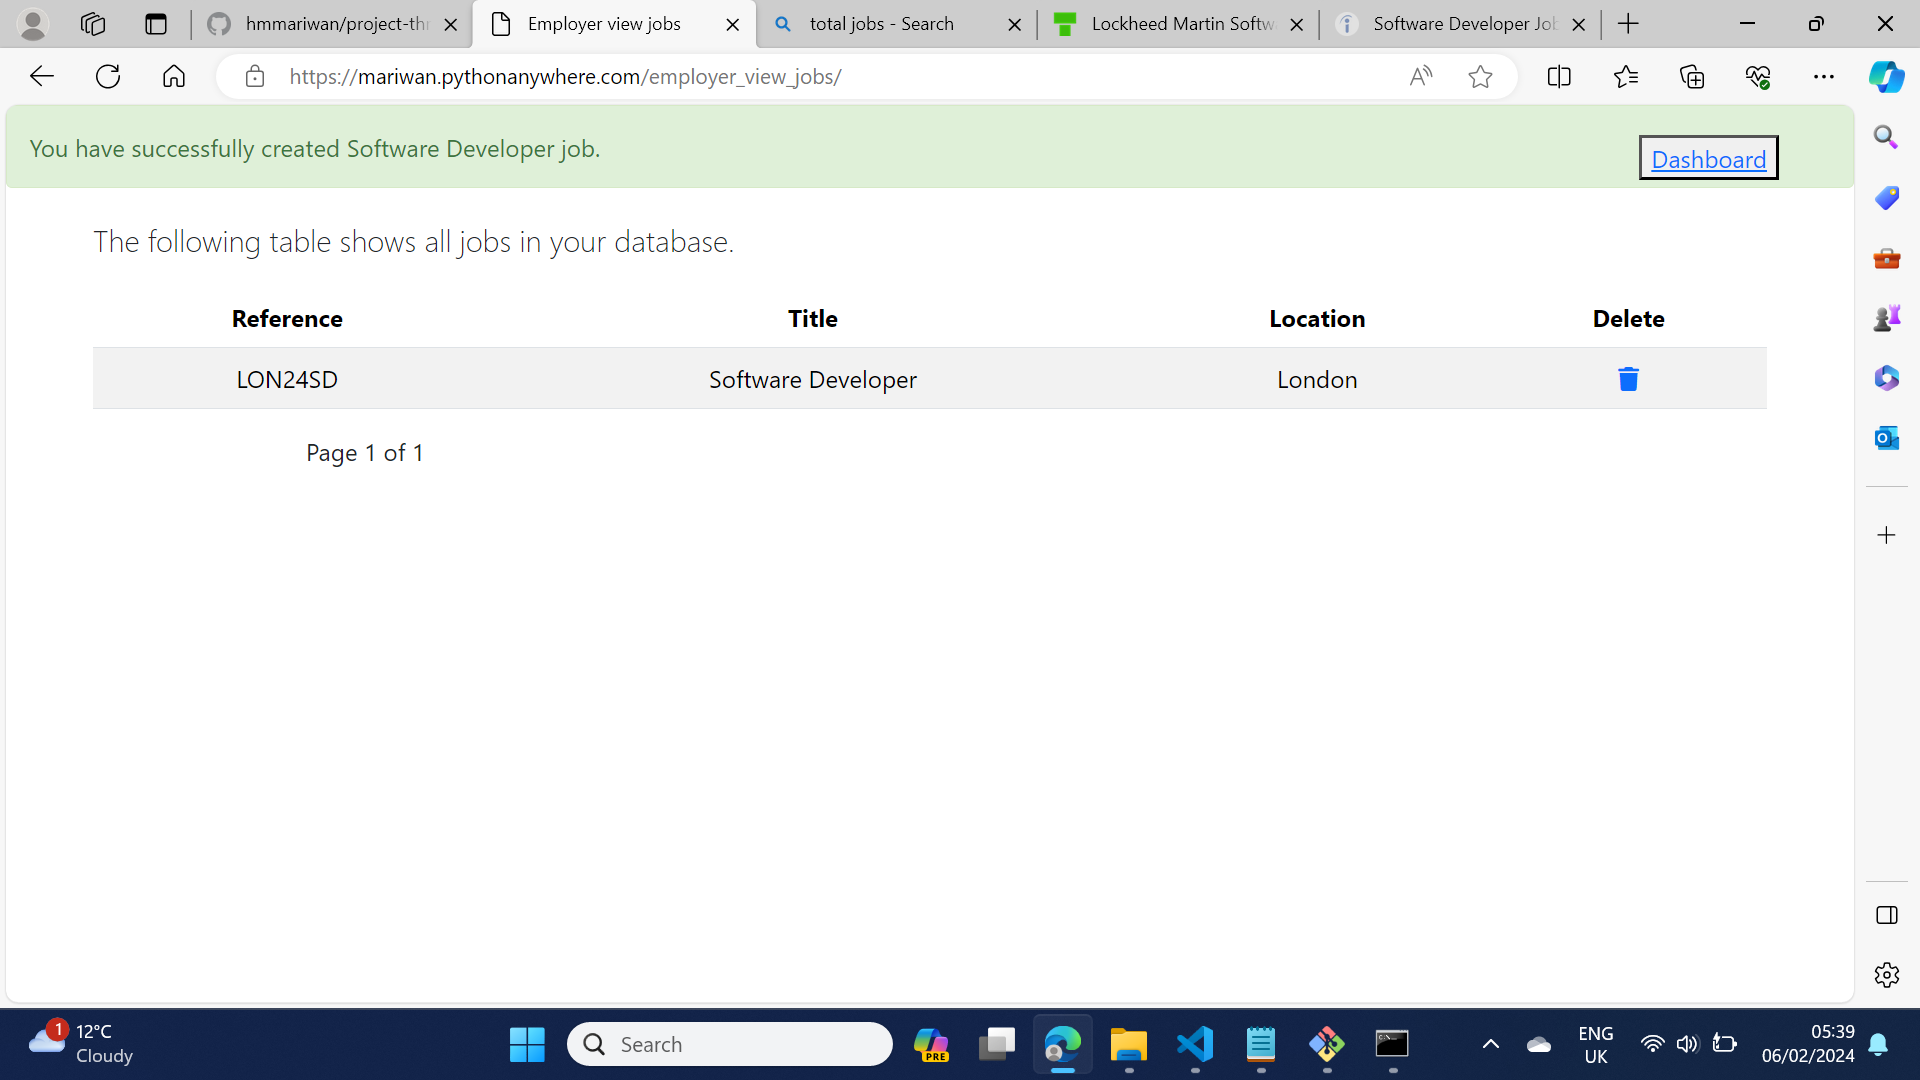 hmmariwan/project-thr
Employer view jobs
total jobs - Search
Lockheed Martin Softw
Software Developer Job
https://mariwan.pythonanywhere.com/employer_view_jobs/
You have successfully created Software Developer job.
Dashboard
The following table shows all jobs in your database.
Reference Title Location Delete
LON24SD Software Developer London
Page 1 of 1
1
12°C
Cloudy
Search
PRE
ENG
UK
05:39
06/02/2024